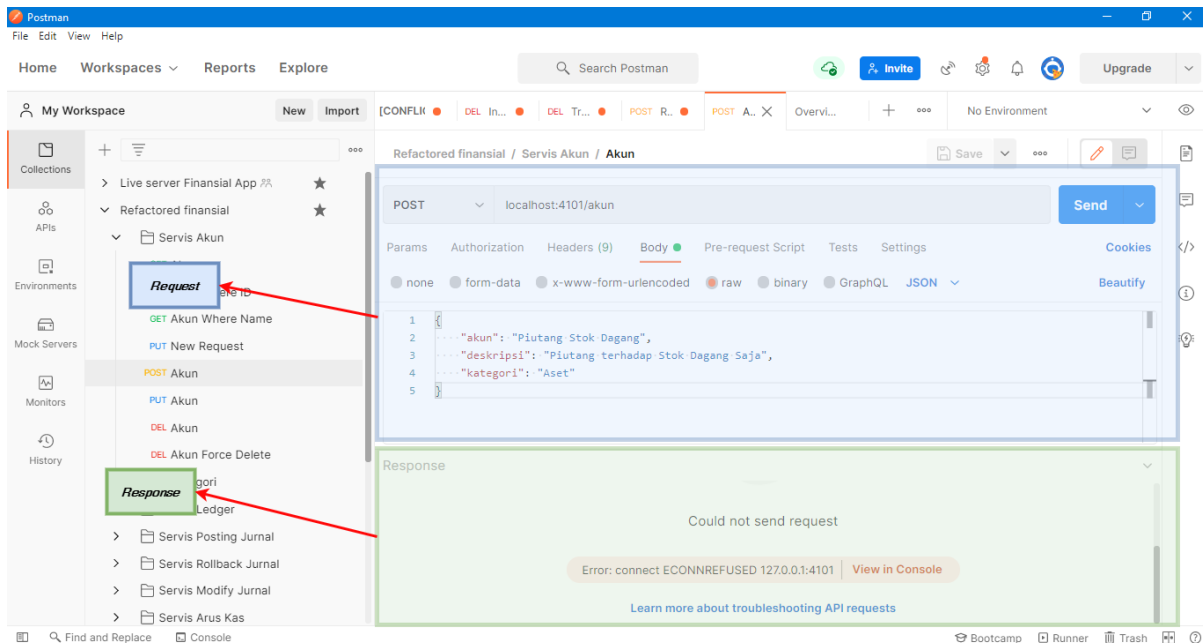 Postman
File Edit View Help
Home Workspaces Reports Explore
Search Postman
Invite
Upgrade
My Workspace
New Import
[CONFLIC
DEL In...
DEL Tr...
POST R..
POST A..
Overvi...
No Environment
Collections
APIs
Environments
Mock Servers
Monitors
History
Live server Finansial App
Refactored finansial
Servis Akun
Request
ere ID
GET Akun Where Name
PUT New Request
POST Akun
PUT Akun
DEL Akun
DEL Akun Force Delete
gori
Response
Ledger
Servis Posting Jurnal
Servis Rollback Jurnal
Servis Modify Jurnal
Servis Arus Kas
Refactored finansial / Servis Akun / Akun
Save
POST localhost:4101/akun
Send
Params Authorization Headers (9) Body Pre-request Script Tests Settings Cookies
none form-data x-www-form-urlencoded raw binary GraphQL JSON Beautify
1 {
2 "akun": "Piutang Stok Dagang",
3 "deskripsi": "Piutang terhadap Stok Dagang Saja",
4 "kategori": "Aset"
5 }
Response
Could not send request
Error: connect ECONNREFUSED 127.0.0.1:4101 View in Console
Learn more about troubleshooting API requests
Find and Replace Console Bootcamp Runner Trash